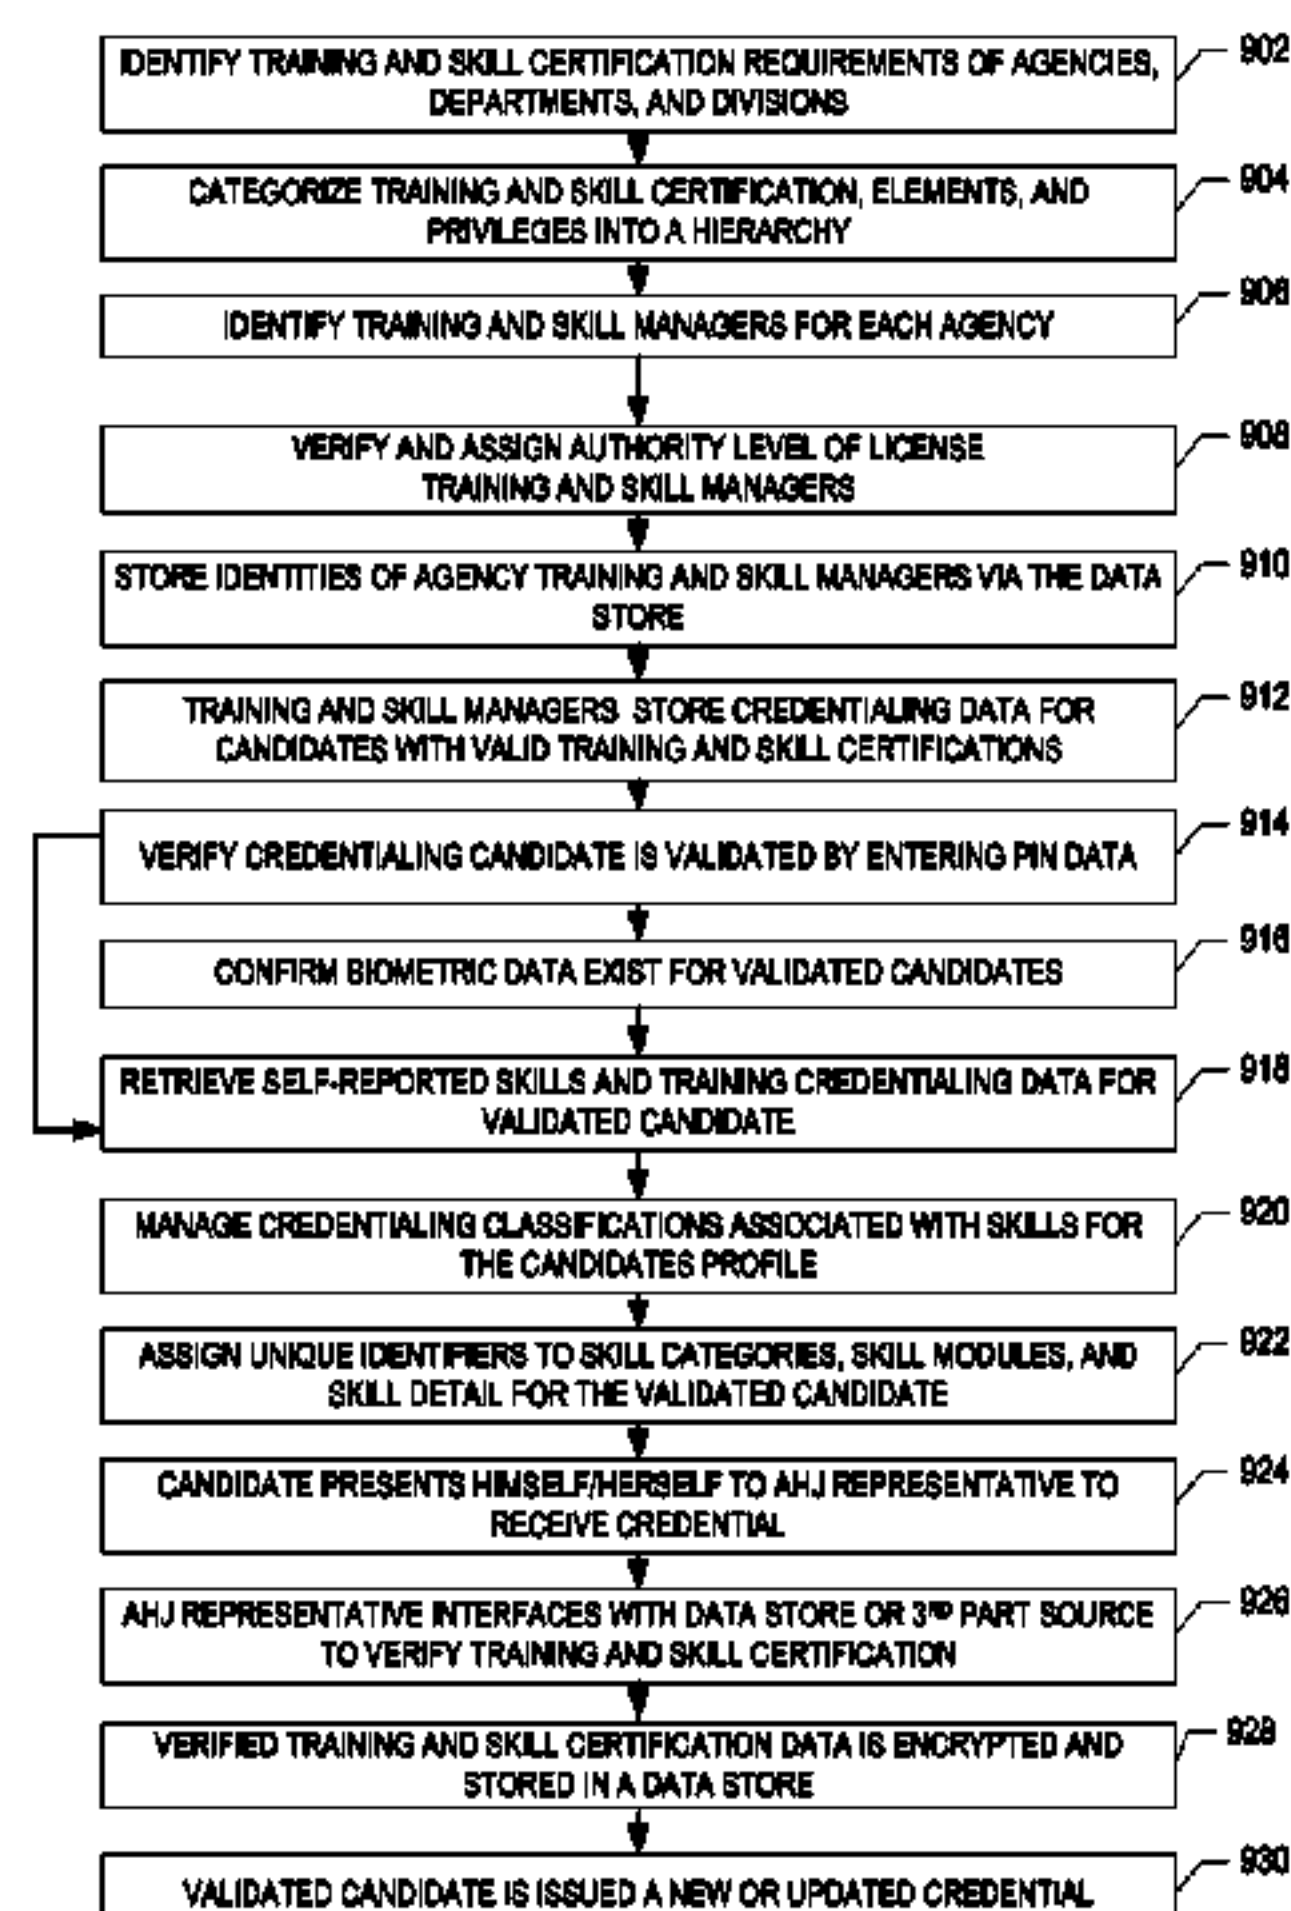 IDENTIFY TRAINING AND SKILL CERTIFICATION REQUIREMENTS OF AGENCIES,
DEPARTMENTS, AND DIVISIONS
902
CATEGORIZE TRAINING AND SKILL CERTIFICATION, ELEMENTS, AND
PRIVILEGES INTO A HIERARCHY
904
IDENTIFY TRAINING AND SKILL MANAGERS FOR EACH AGENCY
906
VERIFY AND ASSIGN AUTHORITY LEVEL OF LICENSE
TRAINING AND SKILL MANAGERS
908
STORE IDENTITIES OF AGENCY TRAINING AND SKILL MANAGERS VIA THE DATA
STORE
910
TRAINING AND SKILL MANAGERS STORE CREDENTIALING DATA FOR
CANDIDATES WITH VALID TRAINING AND SKILL CERTIFICATIONS
912
VERIFY CREDENTIALING CANDIDATE IS VALIDATED BY ENTERING PIN DATA
914
CONFIRM BIOMETRIC DATA EXIST FOR VALIDATED CANDIDATES
916
RETRIEVE SELF-REPORTED SKILLS AND TRAINING CREDENTIALING DATA FOR
VALIDATED CANDIDATE
918
MANAGE CREDENTIALING CLASSIFICATIONS ASSOCIATED WITH SKILLS FOR
THE CANDIDATES PROFILE
920
ASSIGN UNIQUE IDENTIFIERS TO SKILL CATEGORIES, SKILL MODULES, AND
SKILL DETAIL FOR THE VALIDATED CANDIDATE
922
CANDIDATE PRESENTS HIMSELF/HERSELF TO AHJ REPRESENTATIVE TO
RECEIVE CREDENTIAL
924
AHJ REPRESENTATIVE INTERFACES WITH DATA STORE OR 3RD PART SOURCE
TO VERIFY TRAINING AND SKILL CERTIFICATION
926
VERIFIED TRAINING AND SKILL CERTIFICATION DATA IS ENCRYPTED AND
STORED IN A DATA STORE
928
VALIDATED CANDIDATE IS ISSUED A NEW OR UPDATED CREDENTIAL
930